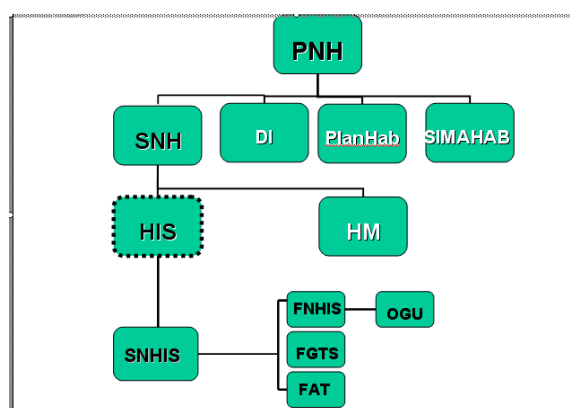 PNH
SNH
DI
PlanHab
SIMAHAB
HIS
HM
SNHIS
FNHIS
OGU
FGTS
FAT